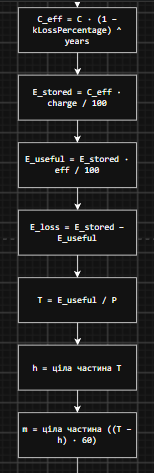 C_eff = C · (1 −
kLossPercentage) ^
years
E_stored = C_eff ·
charge / 100
E_useful = E_stored ·
eff / 100
E_loss = E_stored −
E_useful
T = E_useful / P
h = ціла частина T
m = ціла частина ((T −
h) · 60)